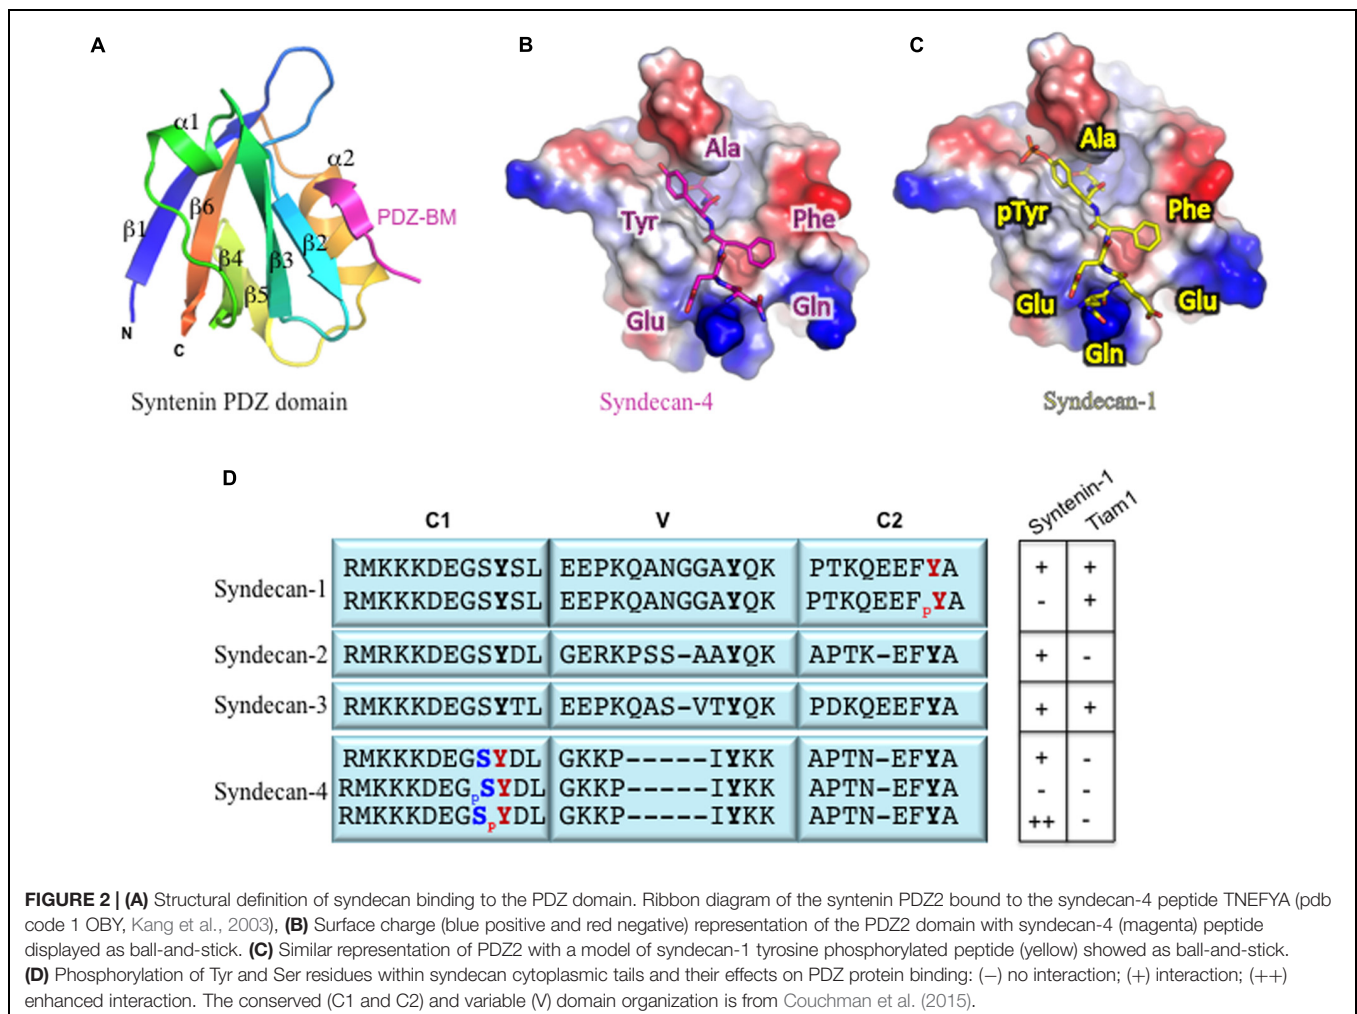 A
B
C
α1
α2
β1
β6
β4
β5
β3
β2
PDZ-BM
N
C
Syntenin PDZ domain
Ala
Tyr
Phe
Glu
Gln
Syndecan-4
Ala
pTyr
Phe
Glu
Glu
Gln
Syndecan-1
D
C1 V C2 Syntenin-1 Tiam1
Syndecan-1
RMKKKDEGSYSL EEPKQANGGAYQK PTKQEEFYA + +
RMKKKDEGSYSL EEPKQANGGAYQK PTKQEEFpYA - +
Syndecan-2 RMRKKDEGSYDL GERKPSS-AAYQK APTK-EFYA + -
Syndecan-3 RMKKKDEGSYTL EEPKQAS-VTYQK PDKQEEFYA + +
Syndecan-4
RMKKKDEGSYDL GKKP-----IYKK APTN-EFYA + -
RMKKKDEGpSYDL GKKP-----IYKK APTN-EFYA - -
RMKKKDEGSpYDL GKKP-----IYKK APTN-EFYA ++ -
FIGURE 2 | (A) Structural definition of syndecan binding to the PDZ domain. Ribbon diagram of the syntenin PDZ2 bound to the syndecan-4 peptide TNEFYA (pdb
code 1 OBY, Kang et al., 2003), (B) Surface charge (blue positive and red negative) representation of the PDZ2 domain with syndecan-4 (magenta) peptide
displayed as ball-and-stick. (C) Similar representation of PDZ2 with a model of syndecan-1 tyrosine phosphorylated peptide (yellow) showed as ball-and-stick.
(D) Phosphorylation of Tyr and Ser residues within syndecan cytoplasmic tails and their effects on PDZ protein binding: (−) no interaction; (+) interaction; (++)
enhanced interaction. The conserved (C1 and C2) and variable (V) domain organization is from Couchman et al. (2015).